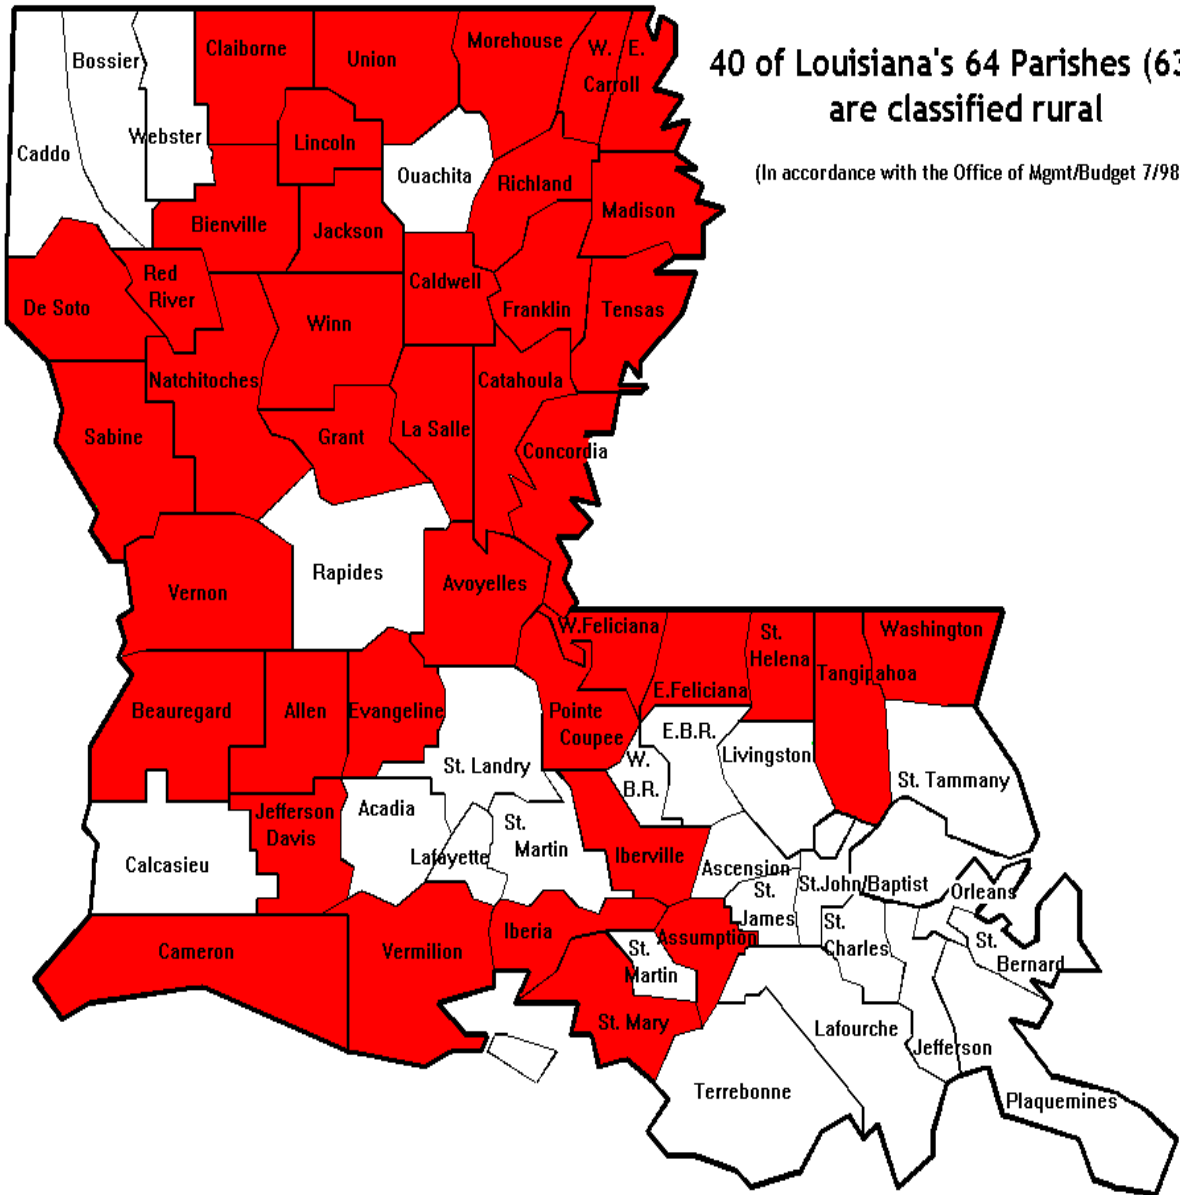 40 of Louisiana's 64 Parishes (63
are classified rural
(In accordance with the Office of Mgmt/Budget 7/98
Bossier
Claiborne
Union
Morehouse
W. E.
Carroll
Caddo
Webster
Lincoln
Ouachita
Richland
Madison
Bienville
Jackson
Red
River
Caldwell
De Soto
Winn
Franklin
Tensas
Natchitoches
Catahoula
Sabine
Grant
La Salle
Concordia
Rapides
Vernon
Avoyelles
W.Feliciana
St.
Helena
Washington
Tangipahoa
E.Feliciana
Beauregard
Allen
Evangeline
Pointe
Coupee
E.B.R.
W.
B.R.
Livingston
St. Landry
St. Tammany
Acadia
Jefferson
Davis
St.
Martin
Calcasieu
Lafayette
Iberville
Ascension
St.
James
St.John/Baptist
Orleans
Cameron
Vermilion
Iberia
St.
Martin
Assumption
St.
Charles
St.
Bernard
St. Mary
Lafourche
Jefferson
Terrebonne
Plaquemines